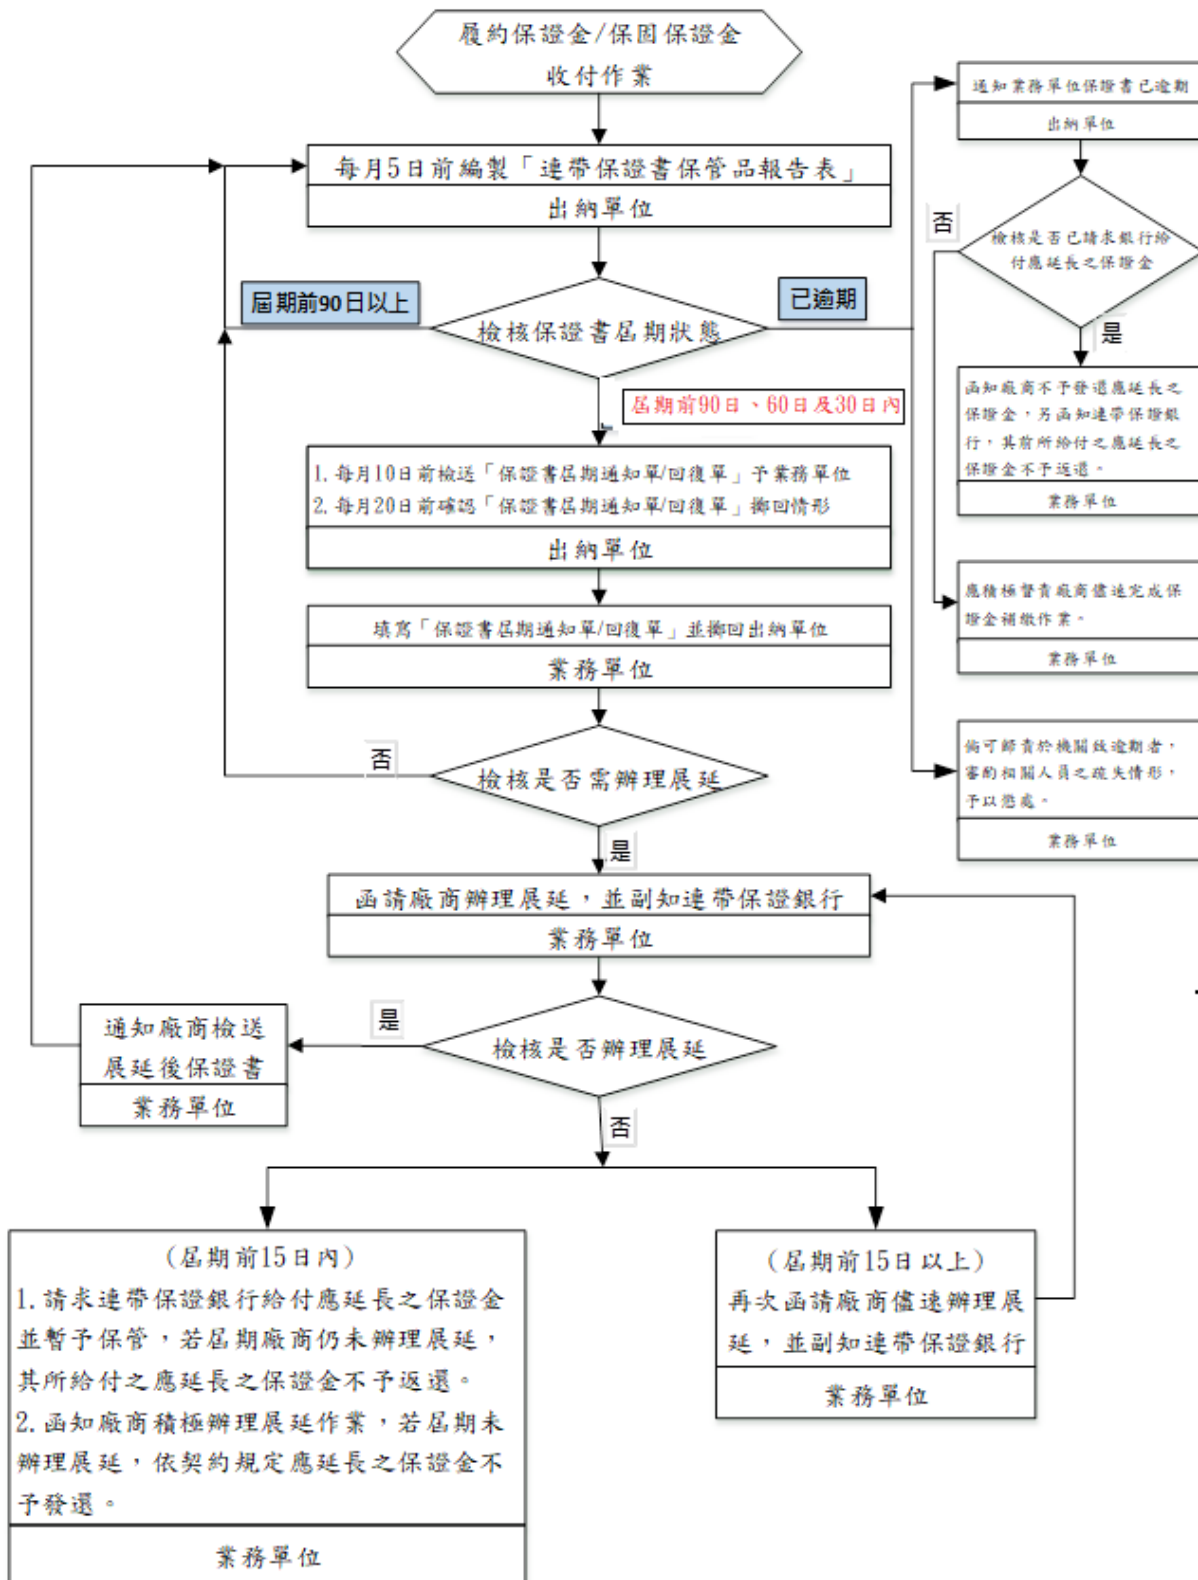 履約保證金/保固保證金
收付作業
每月5日前編製「連帶保證書保管品報告表」
出納單位
屆期前90日以上
檢核保證書屆期狀態
已逾期
屆期前90日、60日及30日內
1.每月10日前檢送「保證書屆期通知單/回復單」予業務單位
2.每月20日前確認「保證書屆期通知單/回復單」擲回情形
出納單位
填寫「保證書屆期通知單/回復單」並擲回出納單位
業務單位
否
檢核是否需辦理展延
是
函請廠商辦理展延，並副知連帶保證銀行
業務單位
通知廠商檢送
展延後保證書
業務單位
是
檢核是否辦理展延
否
(屆期前15日內)
1.請求連帶保證銀行給付應延長之保證金
並暫予保管，若屆期廠商仍未辦理展延，
其所給付之應延長之保證金不予返還。
2.函知廠商積極辦理展延作業，若屆期未
辦理展延，依契約規定應延長之保證金不
予發還。
業務單位
(屆期前15日以上)
再次函請廠商儘速辦理展
延，並副知連帶保證銀行
業務單位
通知業務單位保證書已逾期
出納單位
否
檢核是否已請求銀行給
付應延長之保證金
是
函知廠商不予發還應延長之
保證金，另函知連帶保證銀
行，其前所給付之應延長之
保證金不予返還。
業務單位
應積極督責廠商儘速完成保
證金補繳作業。
業務單位
倘可歸責於機關致逾期者，
審酌相關人員之疏失情形，
予以懲處。
業務單位